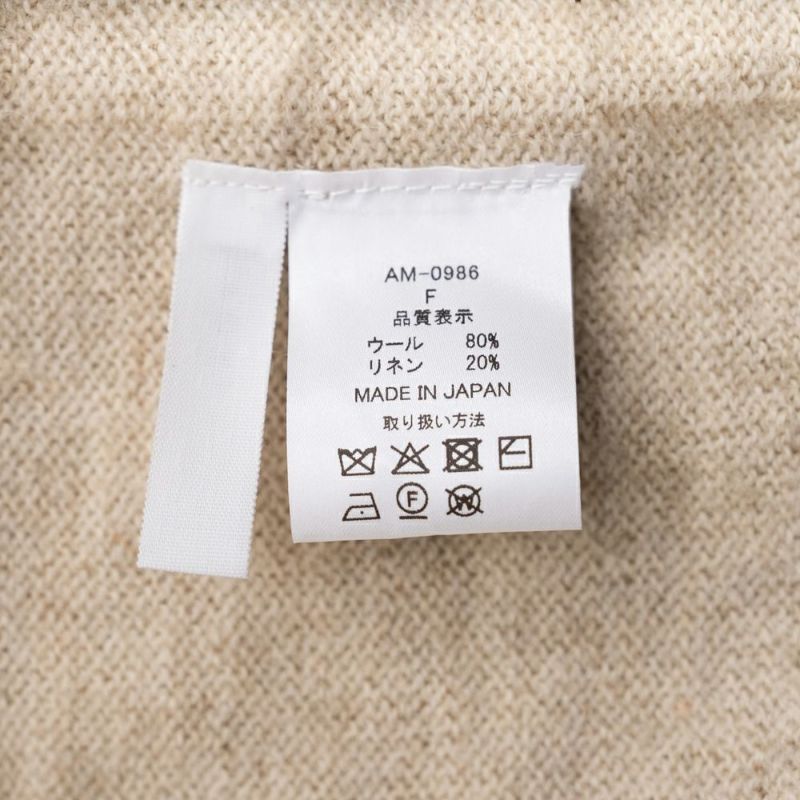 AM-0986
F
品質表示
ウール 80%
リネン 20%
MADE IN JAPAN
取り扱い方法
F
W